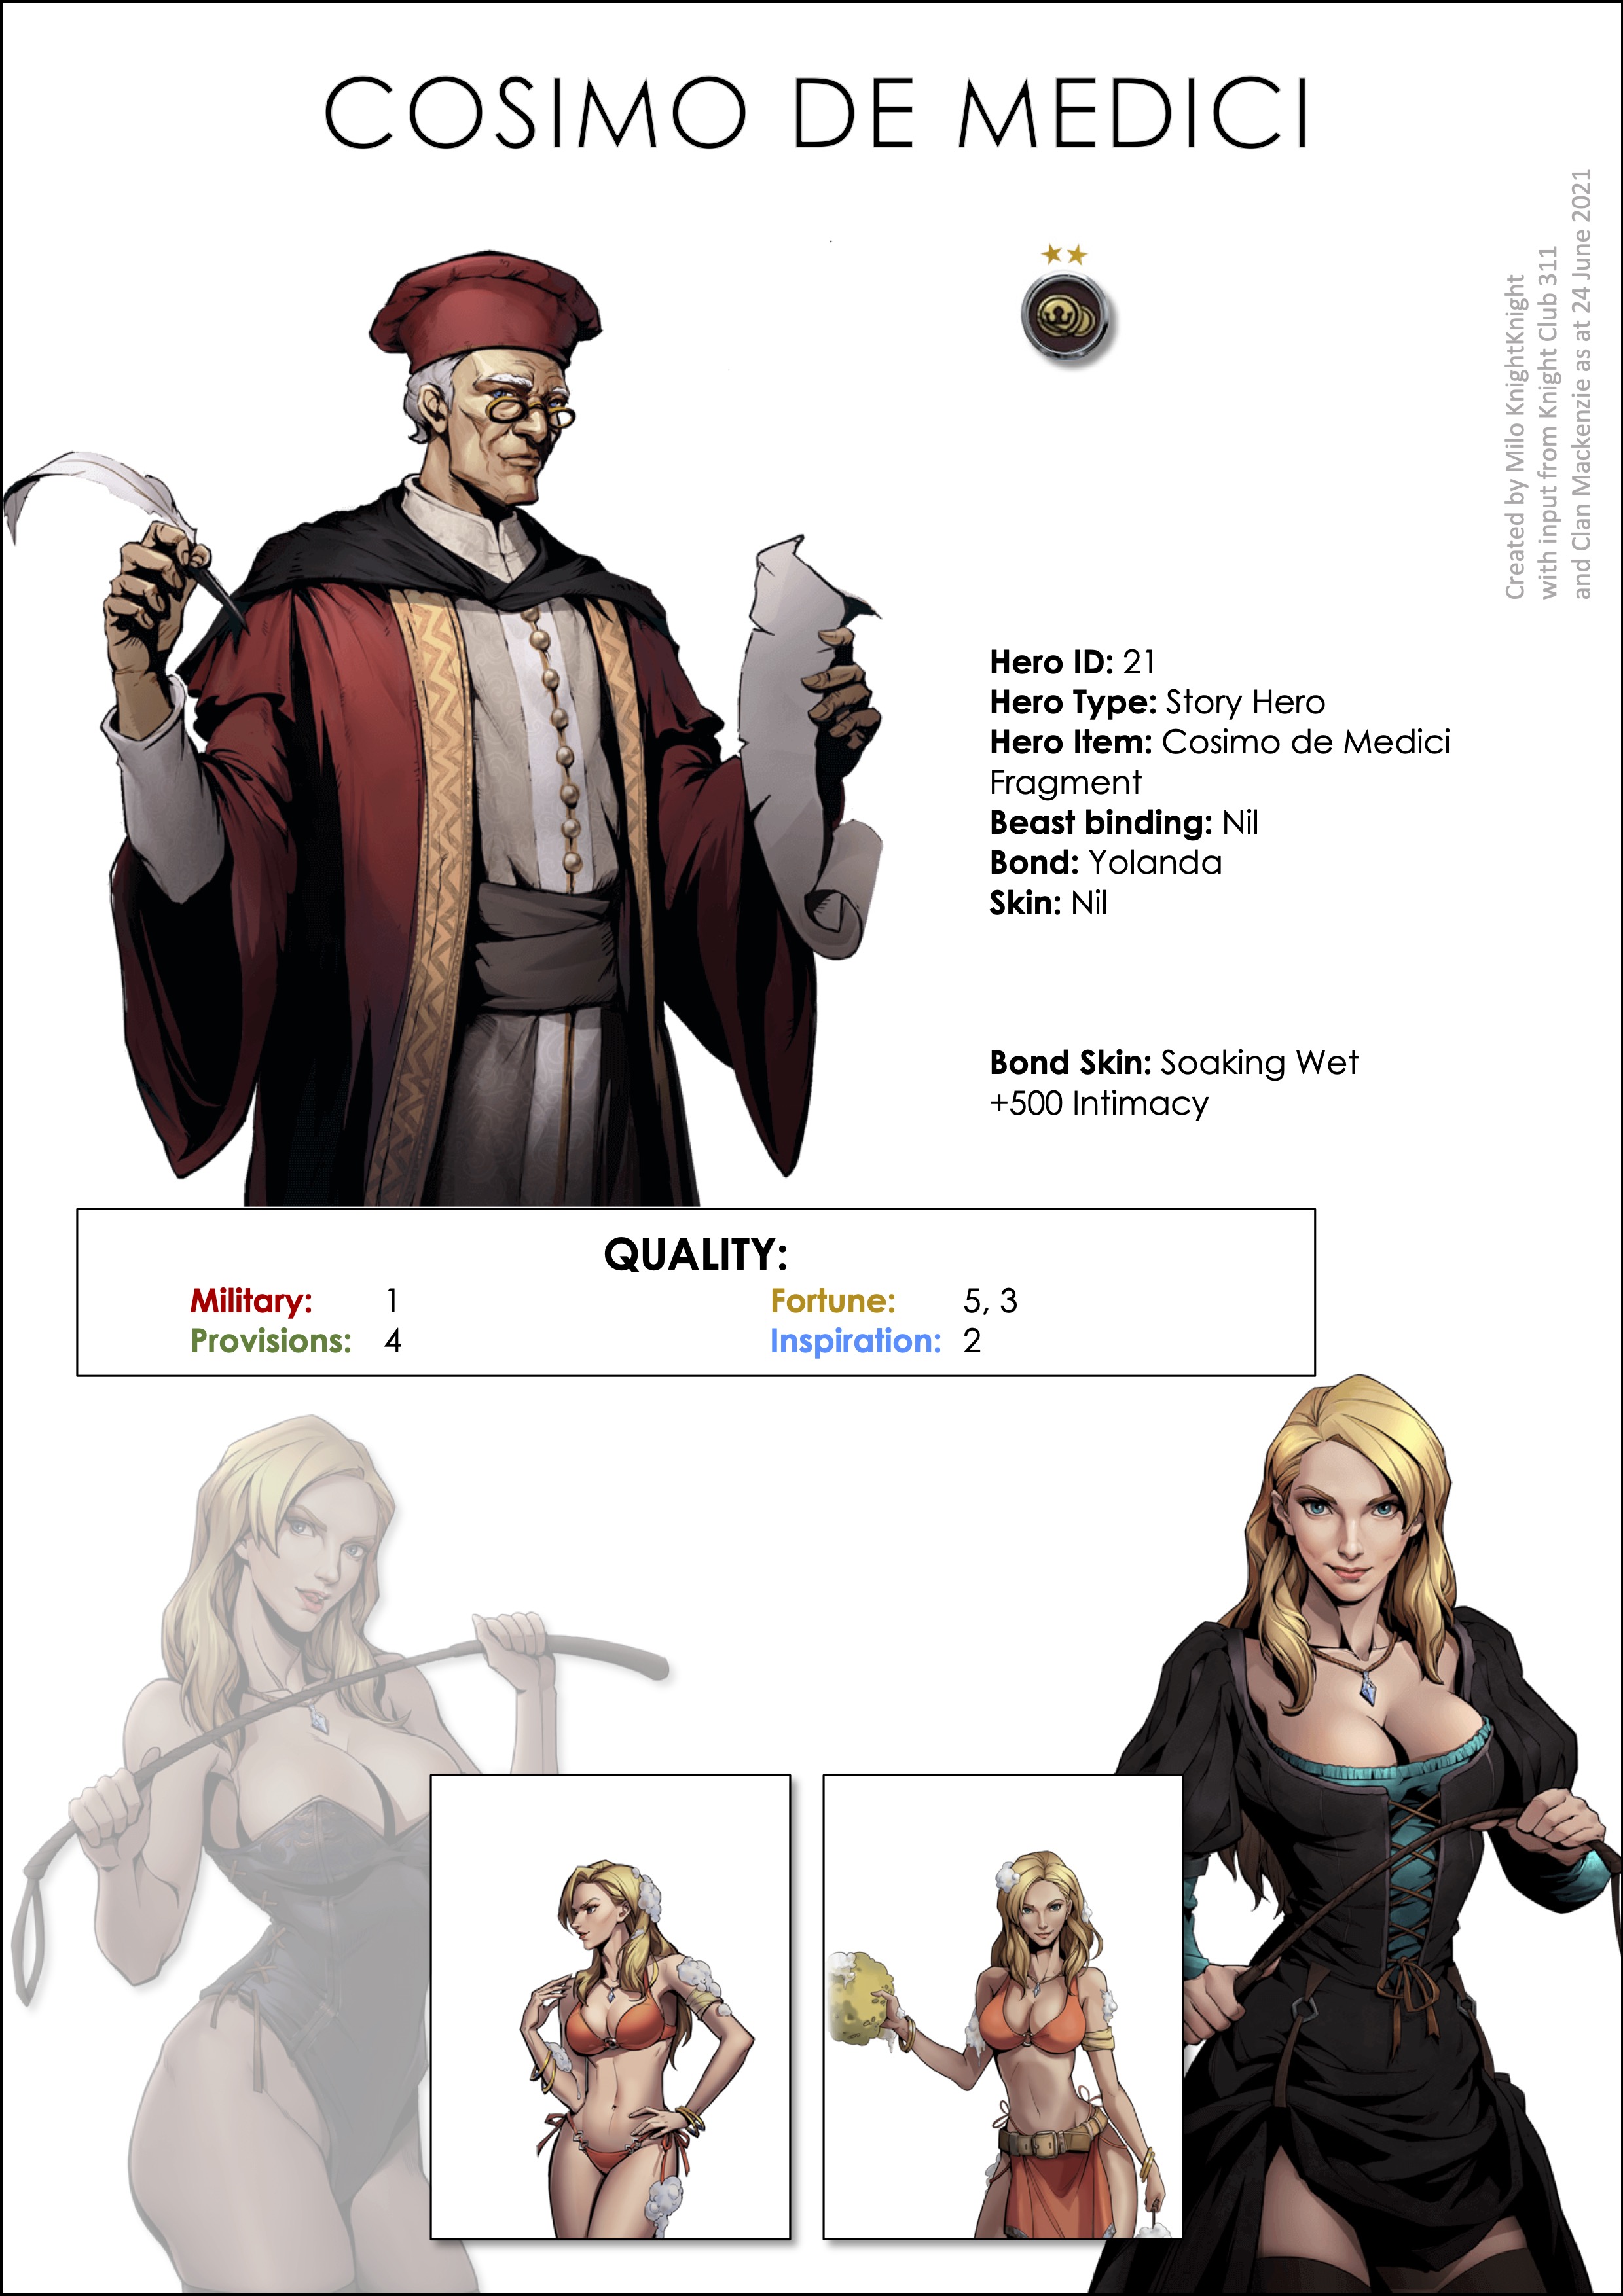 COSIMO DE MEDICI
Created by Milo KnightKnight
with input from Knight Club 311
and Clan Mackenzie as at 24 June 2021
Hero ID: 21
Hero Type: Story Hero
Hero Item: Cosimo de Medici
Fragment
Beast binding: Nil
Bond: Yolanda
Skin: Nil
Bond Skin: Soaking Wet
+500 Intimacy
QUALITY:
Military: 1 Fortune: 5, 3
Provisions: 4 Inspiration: 2